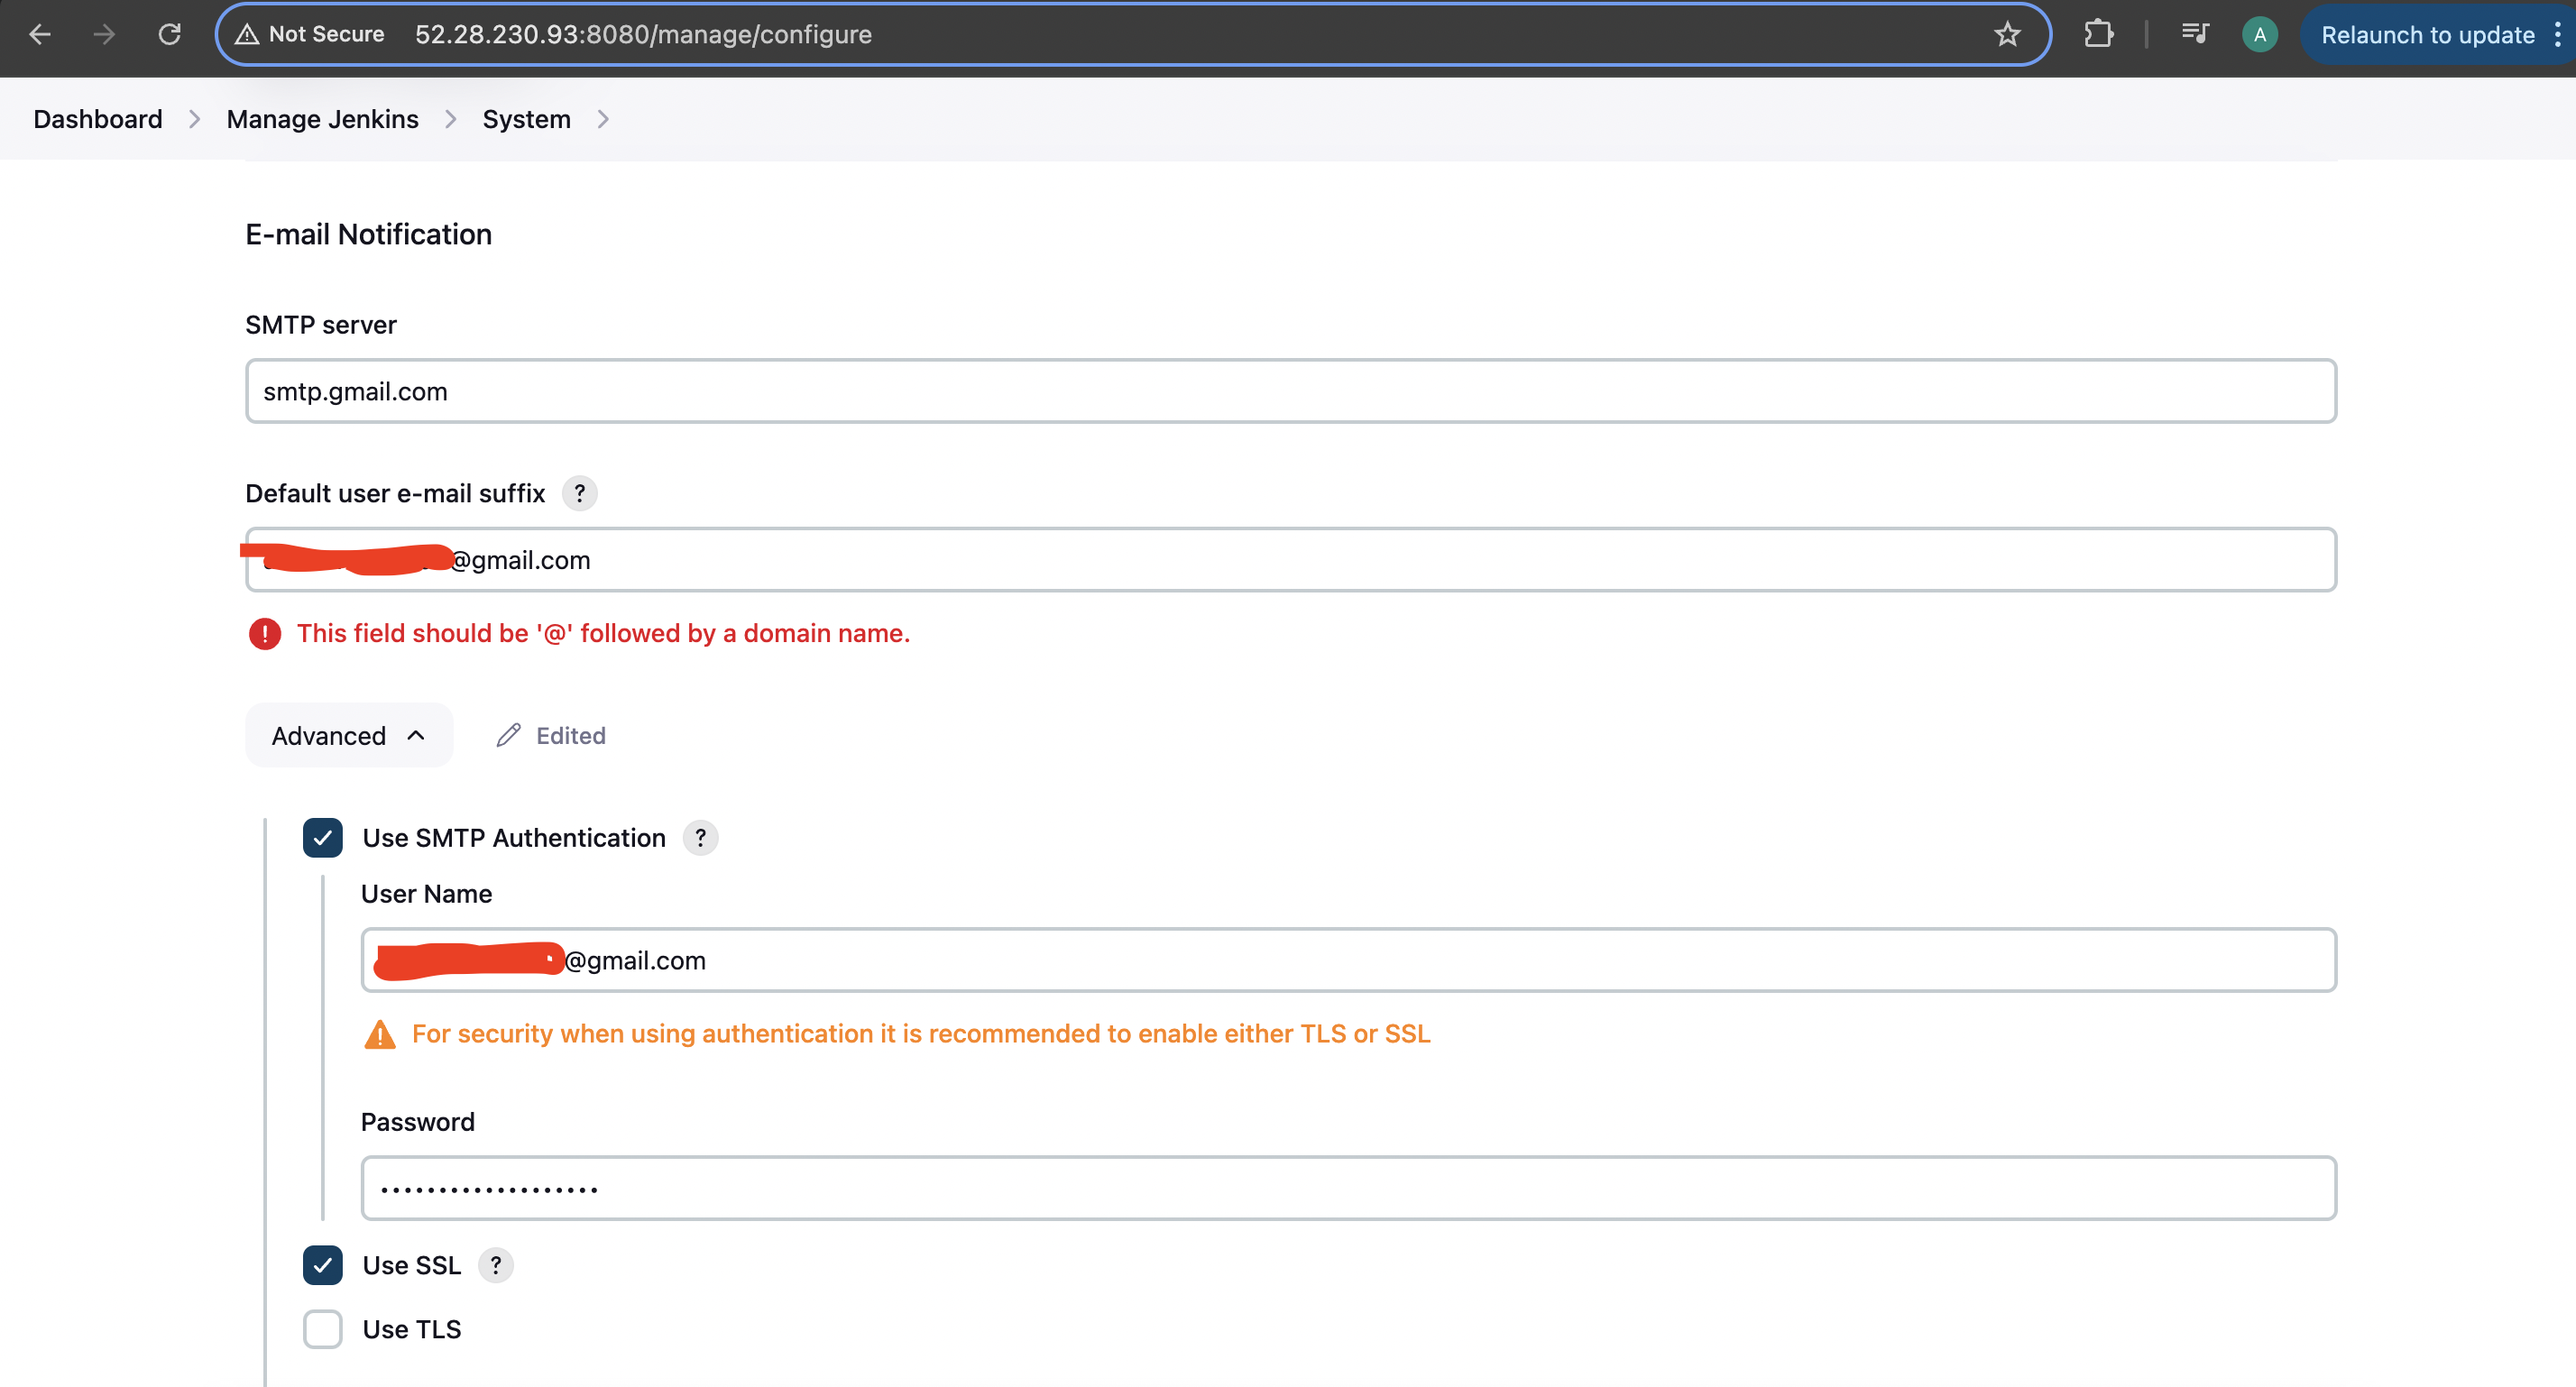 Not Secure 52.28.230.93:8080/manage/configure A Relaunch to update
Dashboard > Manage Jenkins > System >
E-mail Notification
SMTP server
smtp.gmail.com
Default user e-mail suffix ?
@gmail.com
This field should be '@' followed by a domain name.
Advanced Edited
Use SMTP Authentication ?
User Name
@gmail.com
For security when using authentication it is recommended to enable either TLS or SSL
Password
•••••••••••••••••••
Use SSL ?
Use TLS